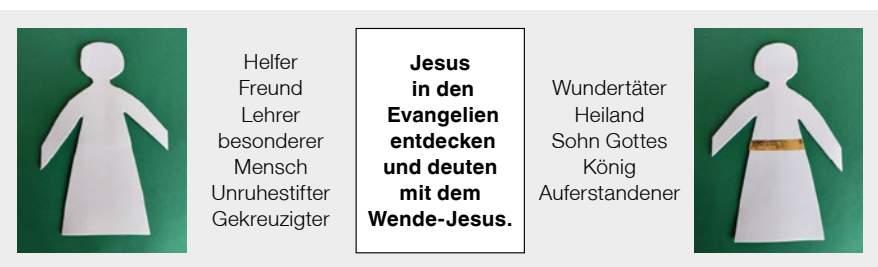 Helfer
Freund
Lehrer
besonderer
Mensch
Unruhestifter
Gekreuzigter
Jesus
in den
Evangelien
entdecken
und deuten
mit dem
Wende-Jesus.
Wundertäter
Heiland
Sohn Gottes
König
Auferstandener